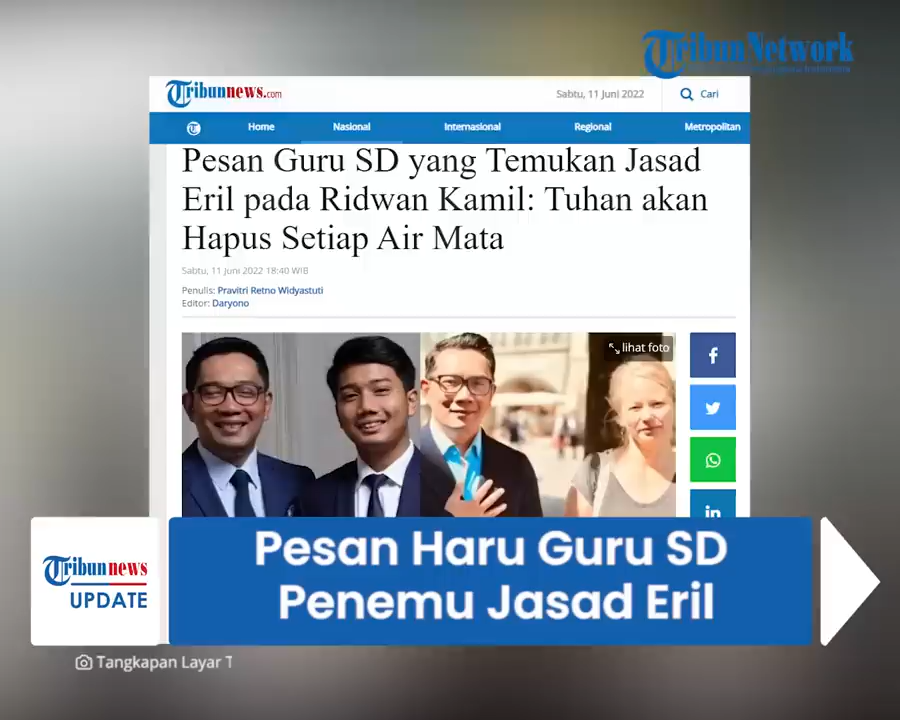 Tribun Network
Tribunnews.com
Sabtu, 11 Juni 2022
Cari
Home
Nasional
Internasional
Regional
Metropolitan
Pesan Guru SD yang Temukan Jasad
Eril pada Ridwan Kamil: Tuhan akan
Hapus Setiap Air Mata
Sabtu, 11 Juni 2022 18:40 WIB
Penulis: Pravitri Retno Widyastuti
Editor: Daryono
lihat foto
f
in
Tribunnews
UPDATE
Pesan Haru Guru SD
Penemu Jasad Eril
Tangkapan Layar T